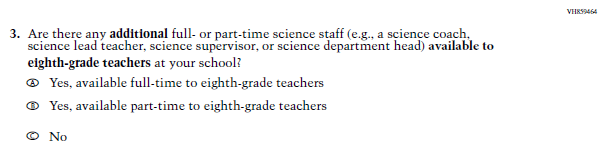 VH859464
3. Are there any additional full- or part-time science staff (e.g., a science coach,
science lead teacher, science supervisor, or science department head) available to
eighth-grade teachers at your school?
A Yes, available full-time to eighth-grade teachers
B Yes, available part-time to eighth-grade teachers
C No